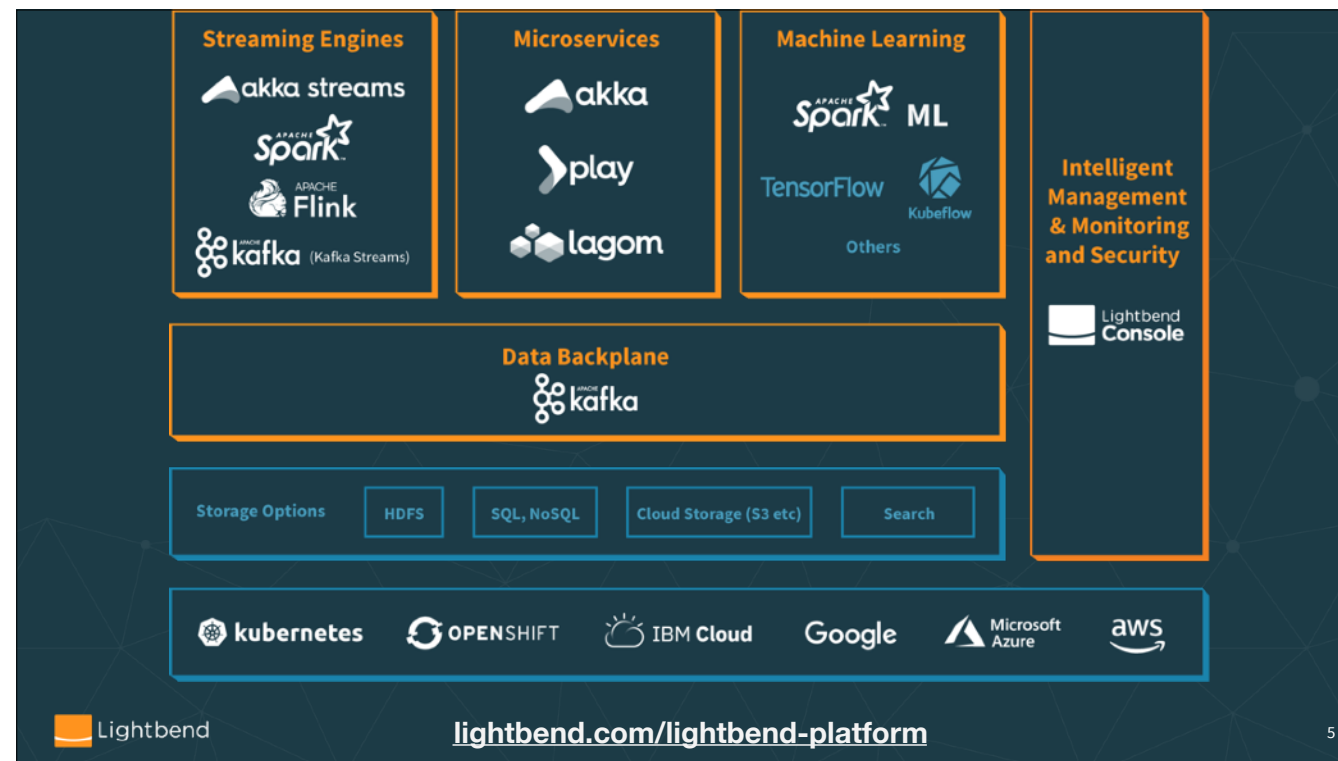 Streaming Engines
akka streams
APACHE
Spark™
APACHE
Flink
APACHE
kafka (Kafka Streams)
Microservices
akka
play
lagom
Machine Learning
APACHE
Spark™ ML
TensorFlow
Kubeflow
Others
Intelligent
Management
& Monitoring
and Security
Lightbend
Console
Data Backplane
APACHE
kafka
Storage Options
HDFS
SQL, NoSQL
Cloud Storage (S3 etc)
Search
kubernetes
OPENSHIFT
IBM Cloud
Google
Microsoft
Azure
aws
Lightbend
lightbend.com/lightbend-platform
5